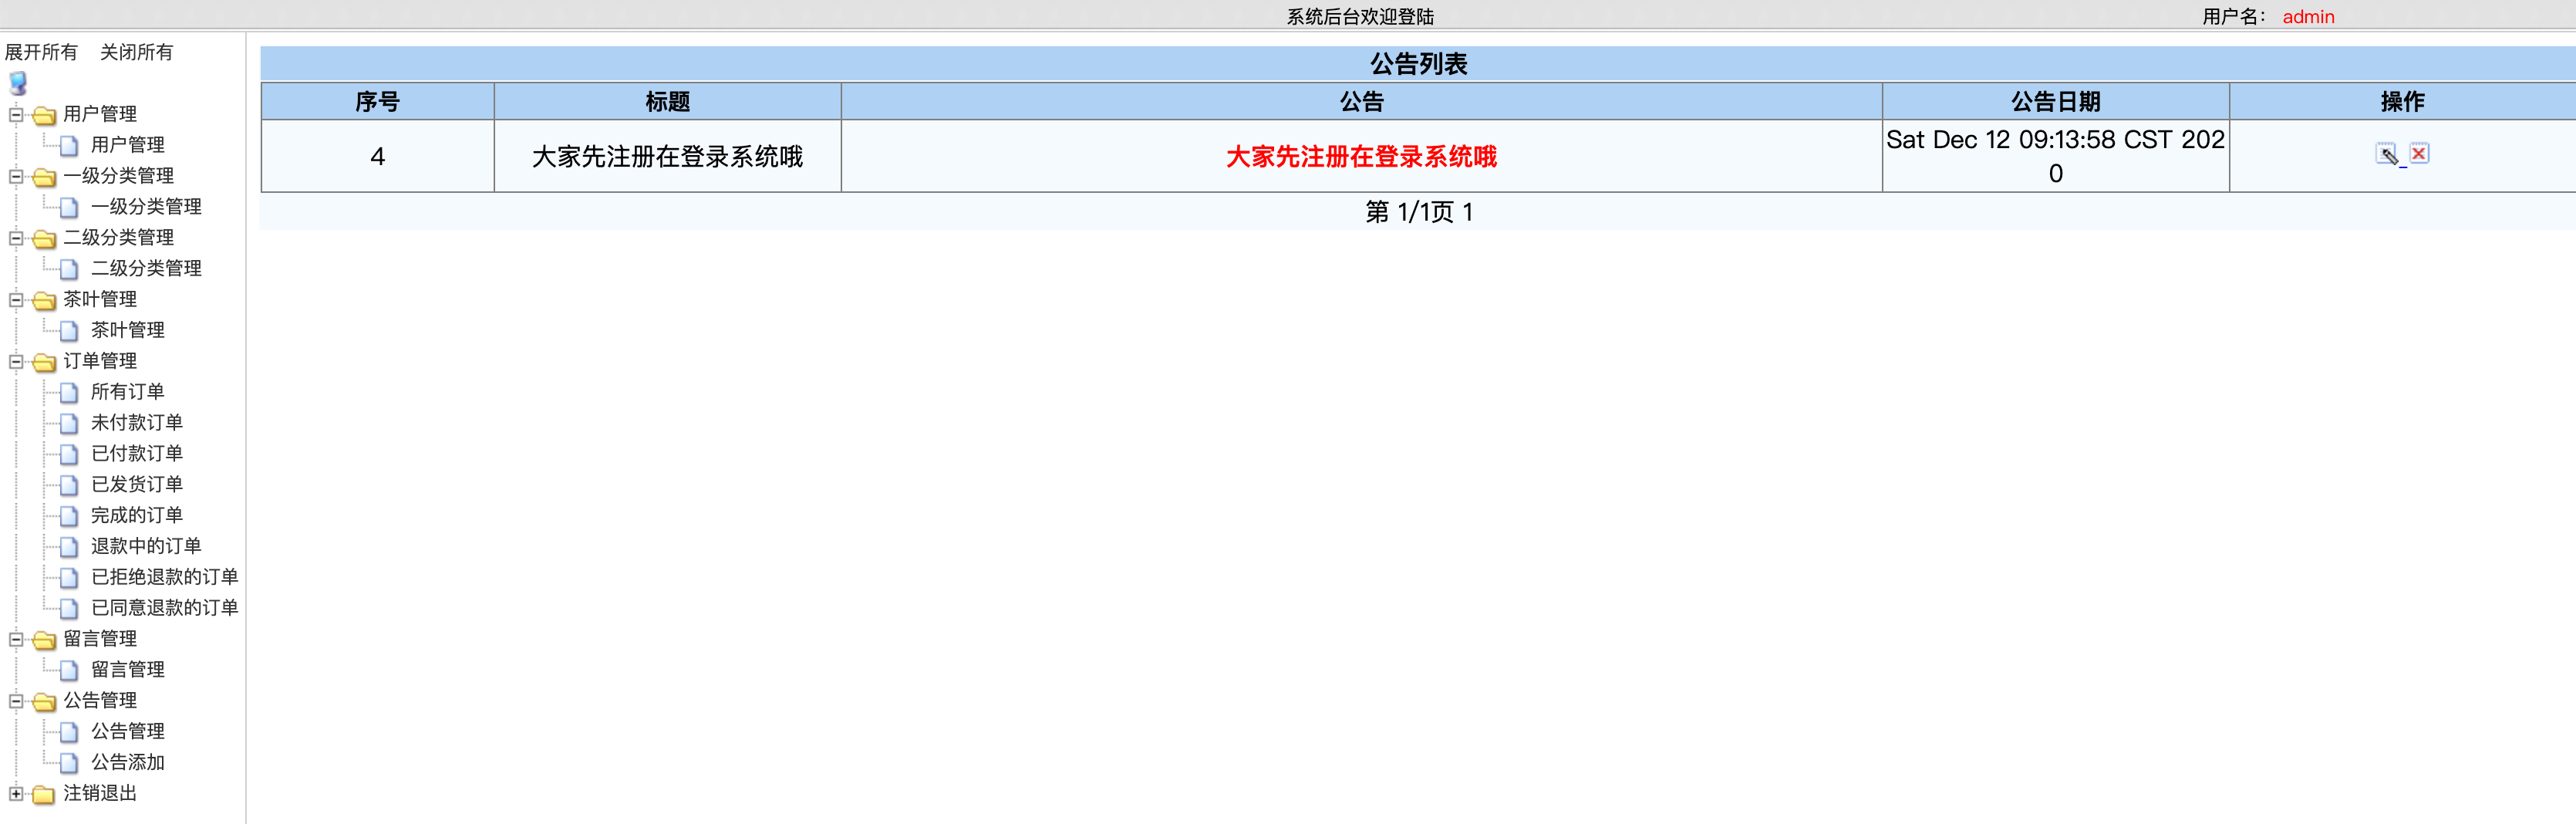 系统后台欢迎登陆
用户名： admin
展开所有 关闭所有
用户管理
用户管理
一级分类管理
一级分类管理
二级分类管理
二级分类管理
茶叶管理
茶叶管理
订单管理
所有订单
未付款订单
已付款订单
已发货订单
完成的订单
退款中的订单
已拒绝退款的订单
已同意退款的订单
留言管理
留言管理
公告管理
公告管理
公告添加
注销退出
公告列表
序号 标题 公告 公告日期 操作
4 大家先注册在登录系统哦 大家先注册在登录系统哦 Sat Dec 12 09:13:58 CST 202
0
第 1/1页 1